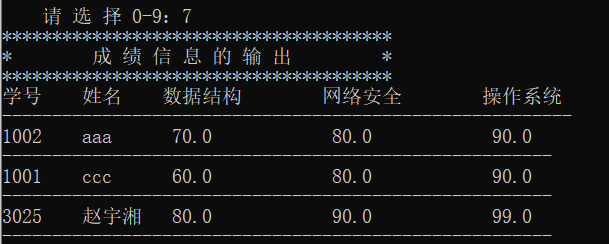 请 选 择 0-9: 7
***************************************
* 成 绩 信 息 的 输 出 *
***************************************
学号 姓名 数据结构 网络安全 操作系统
---------------------------------------------------------
1002 aaa 70.0 80.0 90.0
-------------------------------------------------------
1001 ccc 60.0 80.0 90.0
-------------------------------------------------------
3025 赵宇湘 80.0 90.0 99.0
-------------------------------------------------------